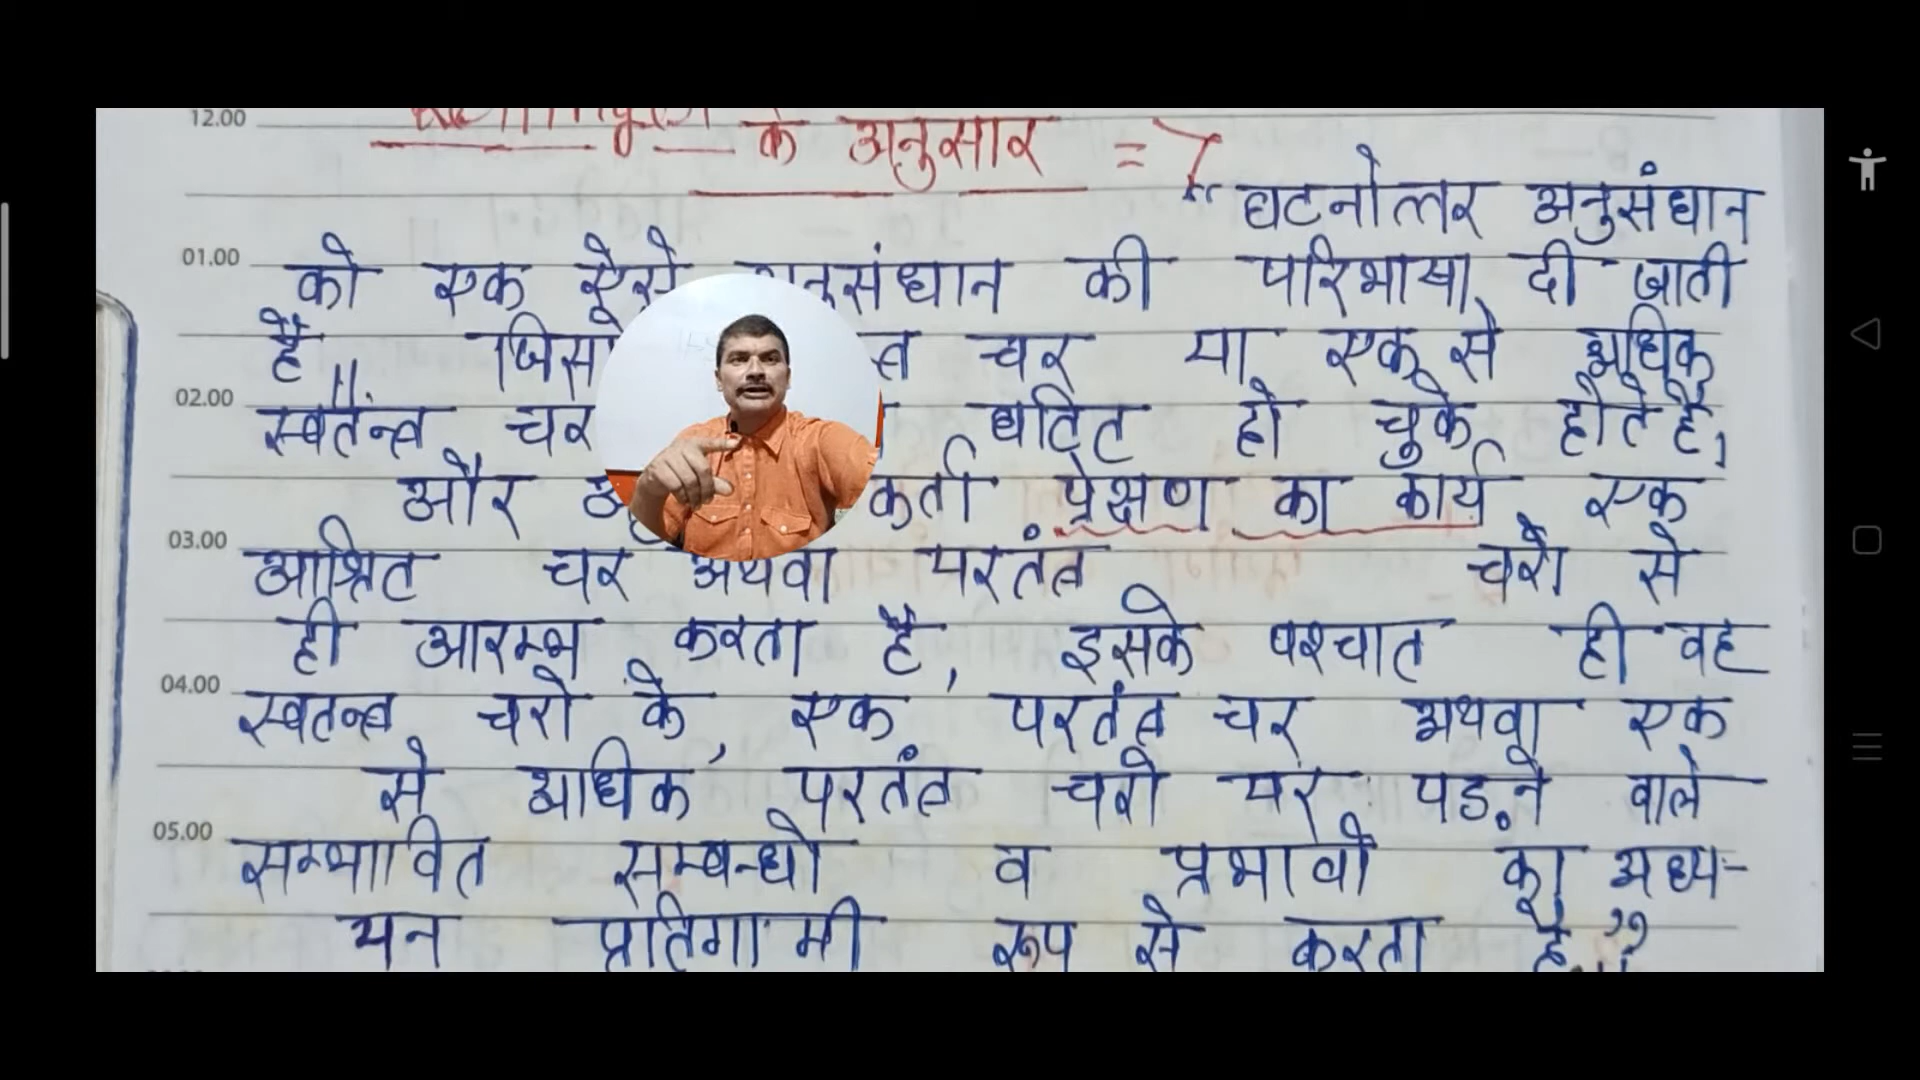 12.00 के अनुसार =>
“ घटनोत्तर अनुसंधान
01.00 को एक ऐसे अनुसंधान की परिभाषा दी जाती
है जिसमें चर या एक से अधिक
02.00 स्वतंन्त्र चर घटित हो चुके होते है,
और कर्ता प्रेक्षण का कार्य एक
03.00 आश्रित चर अथवा परतंत्र चरो से
ही आरम्भ करता है, इसके पश्चात ही वह
04.00 स्वतन्त्र चरो के, एक परतंत्र चर अथवा एक
से अधिक परतंत्र चरो पर पड़ने वाले
05.00 सम्भावित सम्बन्धो व प्रभावो का अध्य-
यन प्रतिगामी रूप से करता है.”